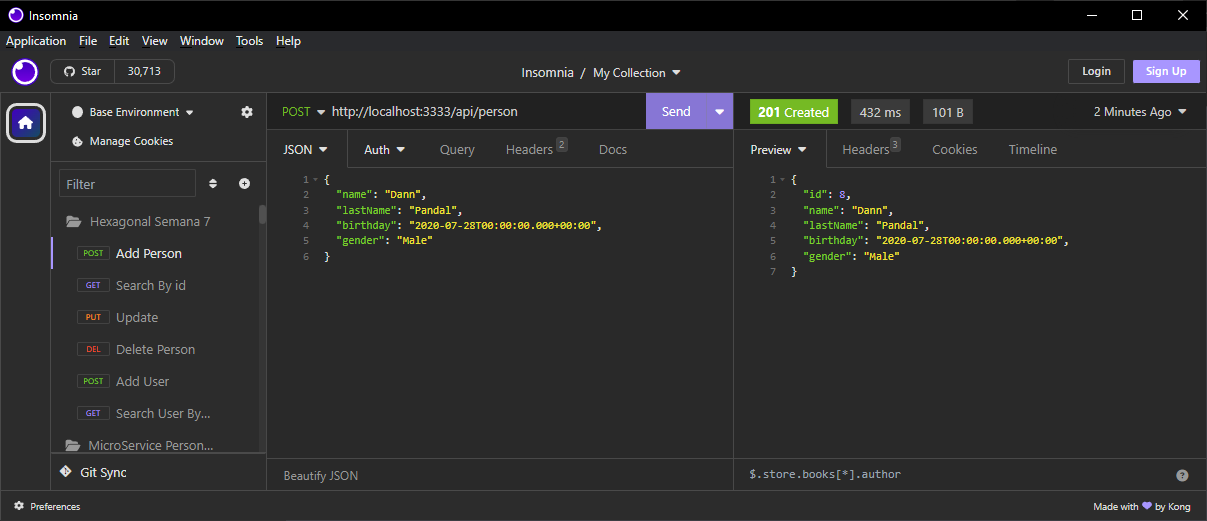 Insomnia
Application File Edit View Window Tools Help
Star 30,713
Insomnia / My Collection
Login Sign Up
Base Environment
Manage Cookies
Filter
Hexagonal Semana 7
POST Add Person
GET Search By id
PUT Update
DEL Delete Person
POST Add User
GET Search User By...
MicroService Person...
Git Sync
POST http://localhost:3333/api/person Send
JSON Auth Query Headers 2 Docs
1 {
2 "name": "Dann",
3 "lastName": "Pandal",
4 "birthday": "2020-07-28T00:00:00.000+00:00",
5 "gender": "Male"
6 }
Beautify JSON
201 Created 432 ms 101 B 2 Minutes Ago
Preview Headers 3 Cookies Timeline
1 {
2 "id": 8,
3 "name": "Dann",
4 "lastName": "Pandal",
5 "birthday": "2020-07-28T00:00:00.000+00:00",
6 "gender": "Male"
7 }
$.store.books[*].author
Preferences
Made with 💜 by Kong